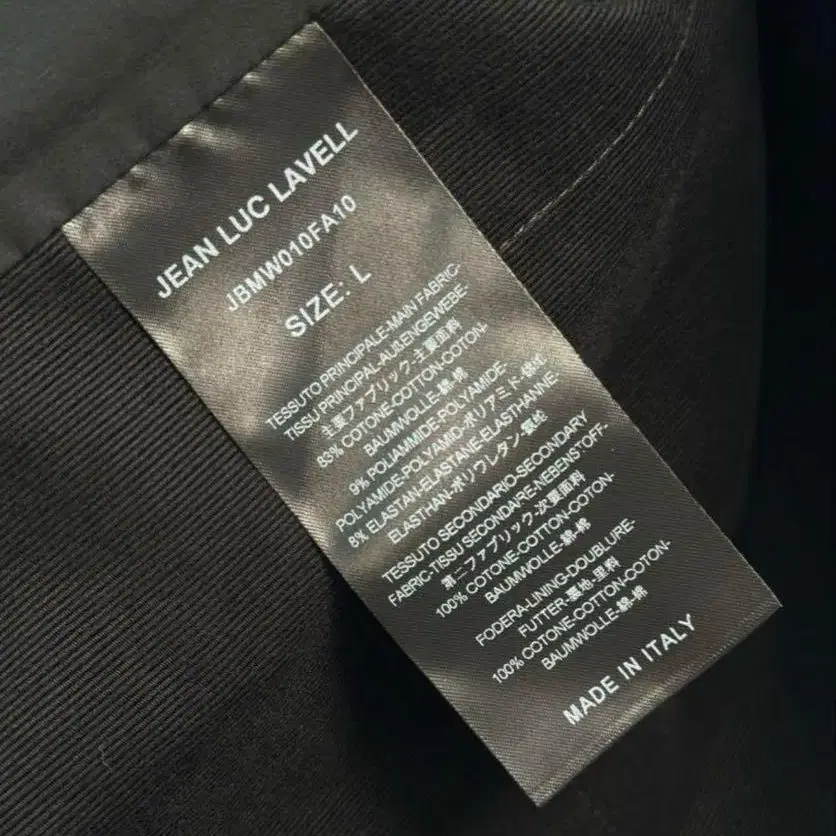 JEAN LUC LAVELL
JBMW010FA10
SIZE: L
TESSUTO PRINCIPALE-MAIN FABRIC-
TISSU PRINCIPAL-AUßENGEWEBE-
主要ファブリック-主要面料
83% COTONE-COTTON-COTON-
BAUMWOLLE-綿-棉
9% POLIAMMIDE-POLYAMIDE-
POLYAMIDE-POLYAMID-ポリアミド-
8% ELASTAN-ELASTANE-ELASTHANNE-
ELASTHAN-ポリウレタン-氨纶
TESSUTO SECONDARIO-SECONDARY
FABRIC-TISSU SECONDAIRE-NEBENSTOFF-
第二ファブリック-次要面料
100% COTONE-COTTON-COTON-
BAUMWOLLE-綿-棉
FODERA-LINING-DOUBLURE-
FUTTER-裏地-里料
100% COTONE-COTTON-COTON-
BAUMWOLLE-綿-棉
MADE IN ITALY